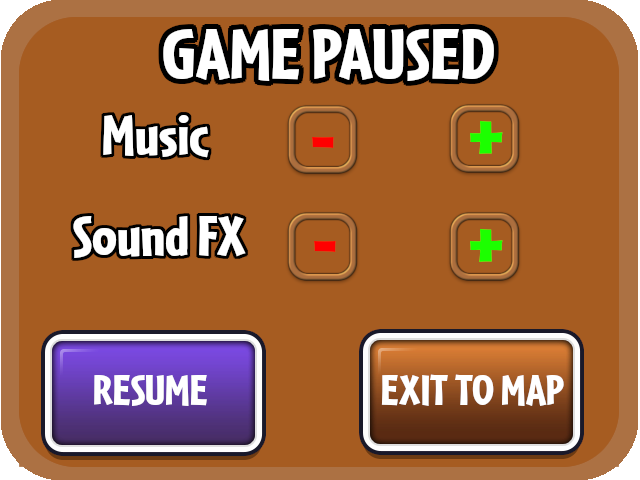 GAME PAUSED
Music - +
Sound FX - +
RESUME
EXIT TO MAP